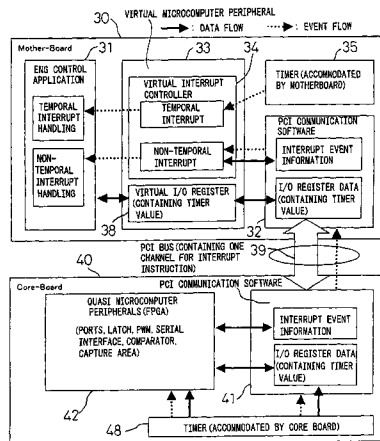 VIRTUAL MICROCOMPUTER PERIPHERAL
30
: DATA FLOW
: EVENT FLOW
Mother-Board
31
33
34
35
ENG CONTROL
APPLICATION
TEMPORAL
INTERRUPT
HANDLING
NON-
TEMPORAL
INTERRUPT
HANDLING
VIRTUAL INTERRUPT
CONTROLLER
TEMPORAL
INTERRUPT
NON-TEMPORAL
INTERRUPT
VIRTUAL I/O REGISTER
(CONTAINING TIMER
VALUE)
38
TIMER(ACCOMMODATED
BY MOTHERBOARD)
PCI COMMUNICATION
SOFTWARE
INTERRUPT EVENT
INFORMATION
I/O REGISTER DATA
(CONTAINING TIMER
VALUE)
32
39
PCI BUS(CONTAINING ONE
CHANNEL FOR INTERRUPT
INSTRUCTION)
40
Core-Board
PCI COMMUNICATION SOFTWARE
QUASI MICROCOMPUTER
PERIPHERALS(FPGA)
(PORTS, LATCH, PWM, SERIAL
INTERFACE, COMPARATOR,
CAPTURE AREA)
INTERRUPT EVENT
INFORMATION
I/O REGISTER DATA
(CONTAINING TIMER
VALUE)
42
41
48
TIMER(ACCOMMODATED BY CORE BOARD)